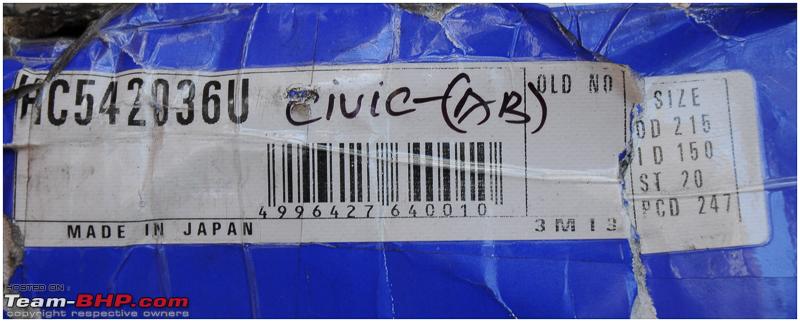 HC542036U
CIVIC-(AB)
OLD NO
4996427 640010
MADE IN JAPAN
3M13
SIZE
OD 215
ID 150
ST 20
PCD 247
HOSTED ON
Team-BHP.com
copyright respective owners